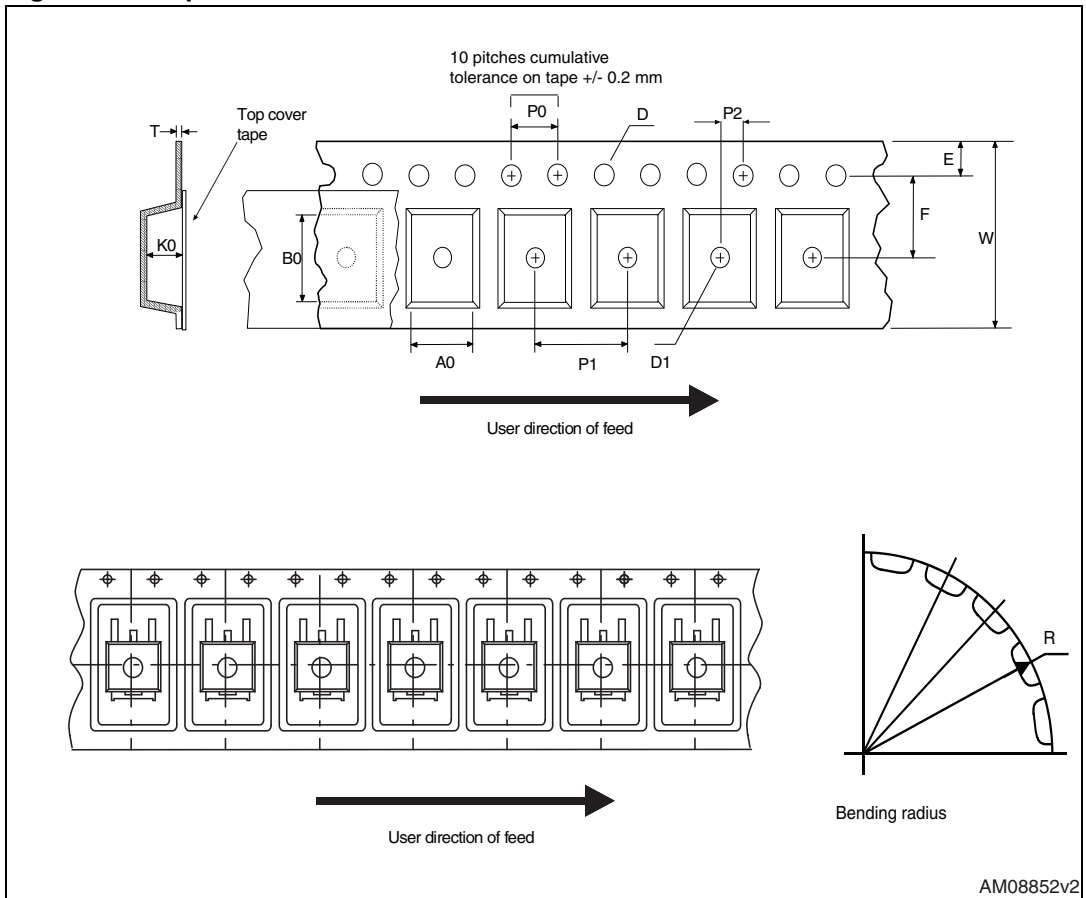 10 pitches cumulative
tolerance on tape +/- 0.2 mm
P0
D
P2
T
Top cover
tape
E
F
W
K0
B0
A0
P1
D1
User direction of feed
R
User direction of feed
Bending radius
AM08852v2